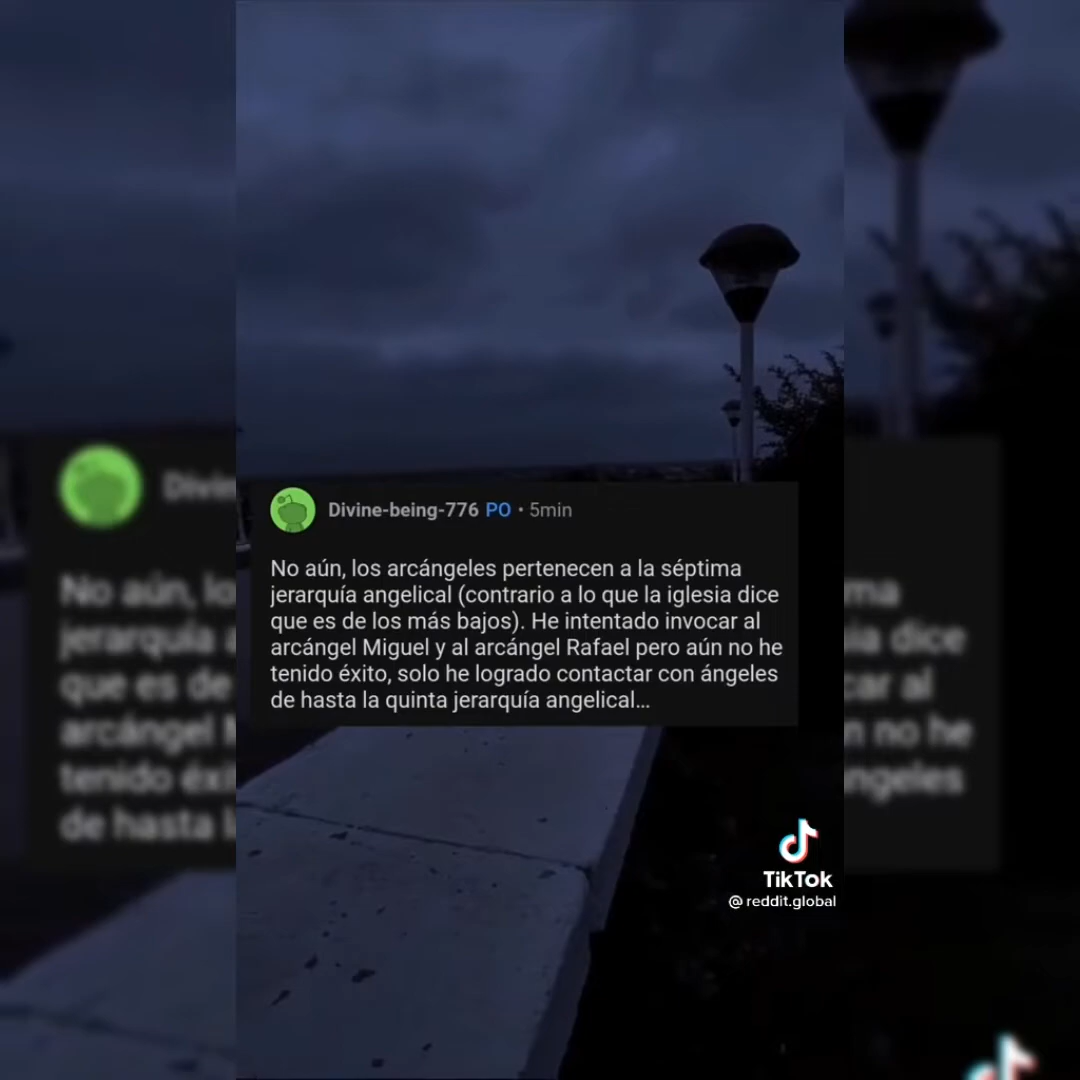 Divine-being-776 PO • 5min
No aún, los arcángeles pertenecen a la séptima
jerarquía angelical (contrario a lo que la iglesia dice
que es de los más bajos). He intentado invocar al
arcángel Miguel y al arcángel Rafael pero aún no he
tenido éxito, solo he logrado contactar con ángeles
de hasta la quinta jerarquía angelical...
TikTok
@reddit.global